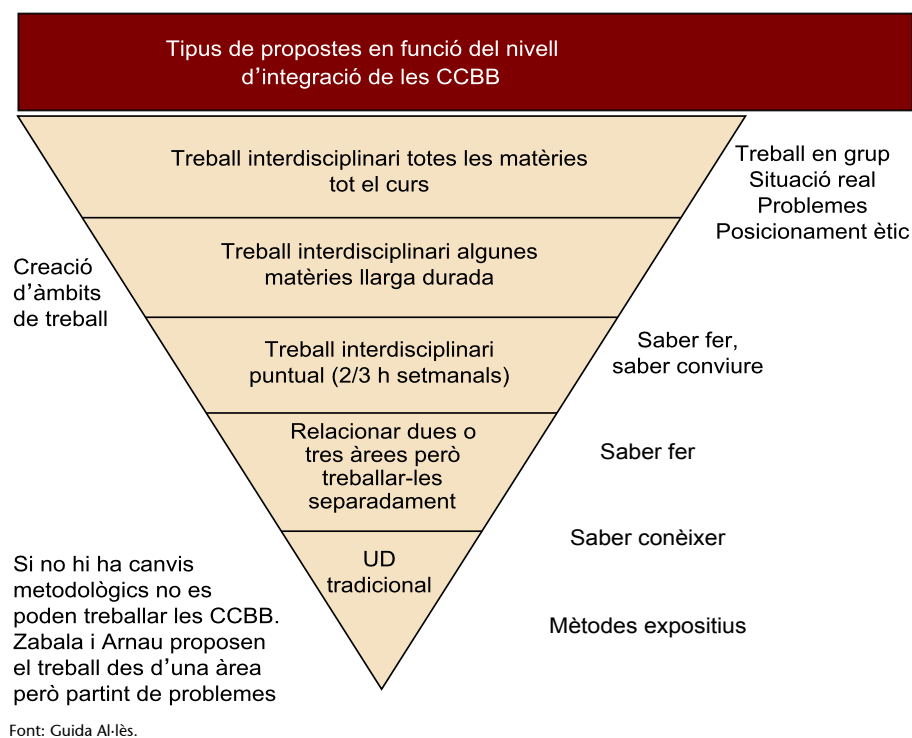 Tipus de propostes en funció del nivell
d’integració de les CCBB
Treball interdisciplinari totes les matèries
tot el curs
Treball en grup
Situació real
Problemes
Posicionament ètic
Treball interdisciplinari algunes
matèries llarga durada
Creació
d’àmbits
de treball
Treball interdisciplinari
puntual (2/3 h setmanals)
Saber fer,
saber conviure
Relacionar dues o
tres àrees però
treballar-les
separadament
Saber fer
Saber conèixer
UD
tradicional
Si no hi ha canvis
metodològics no es
poden treballar les CCBB.
Zabala i Arnau proposen
el treball des d’una àrea
però partint de problemes
Mètodes expositius
Font: Guida Al·lès.